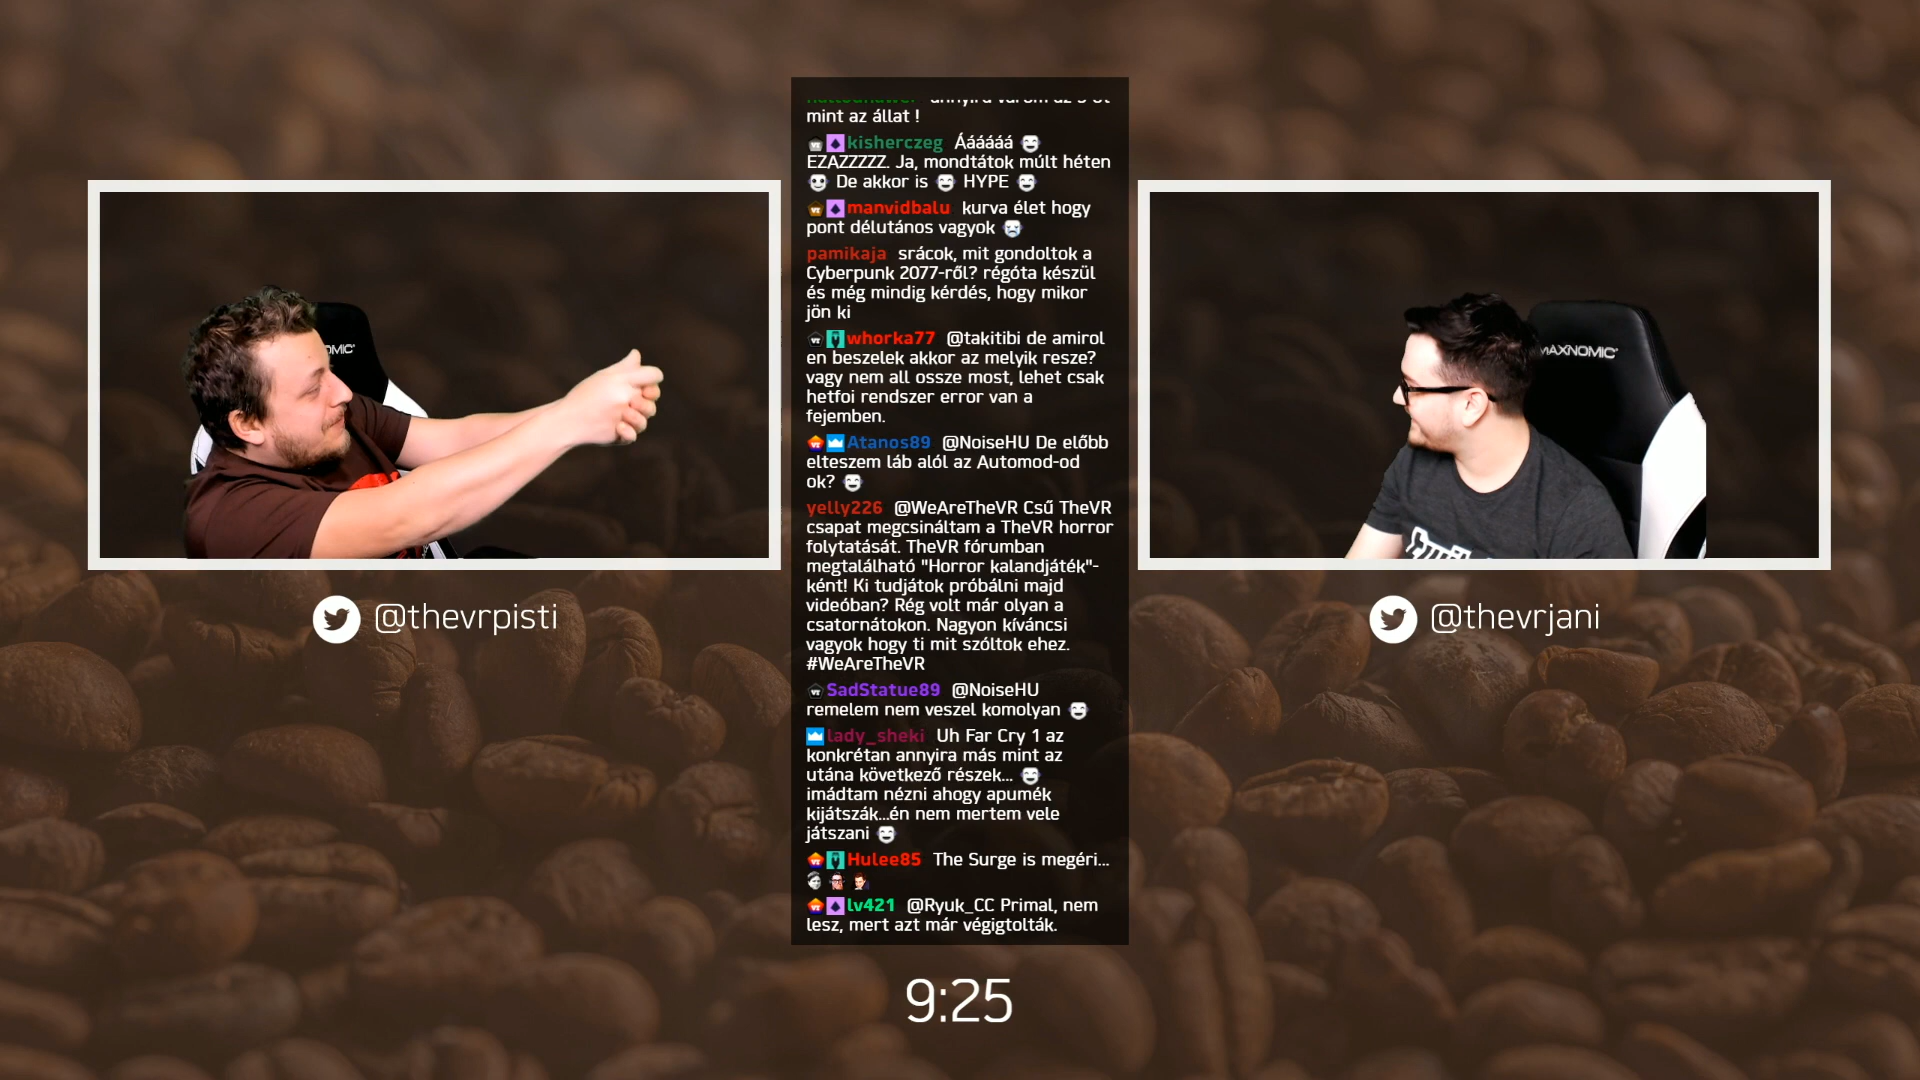 mint az állat !
kisherczeg Áááááá
EZAZZZZZ. Ja, mondtátok múlt héten
De akkor is HYPE
manvidbalu kurva élet hogy
pont délutános vagyok
pamikaja srácok, mit gondoltok a
Cyberpunk 2077-ről? régóta készül
és még mindig kérdés, hogy mikor
jön ki
whorka77 @takitibi de amirol
en beszelek akkor az melyik resze?
vagy nem all ossze most, lehet csak
hetfoi rendszer error van a
fejemben.
Atanos89 @NoiseHU De előbb
elteszem láb alól az Automod-od
ok?
yelly226 @WeAreTheVR Csű TheVR
csapat megcsináltam a TheVR horror
folytatását. TheVR fórumban
megtalálható "Horror kalandjáték"-
ként! Ki tudjátok próbálni majd
videóban? Rég volt már olyan a
csatornátokon. Nagyon kíváncsi
vagyok hogy ti mit szóltok ehez.
#WeAreTheVR
SadStatue89 @NoiseHU
remelem nem veszel komolyan
lady_sheki Uh Far Cry 1 az
konkrétan annyira más mint az
utána következő részek...
imádtam nézni ahogy apumék
kijátszák...én nem mertem vele
játszani
Hulee85 The Surge is megéri...
lv421 @Ryuk_CC Primal, nem
lesz, mert azt már végigtolták.
@thevrpisti
@thevrjani
MAXNOMIC
9:25